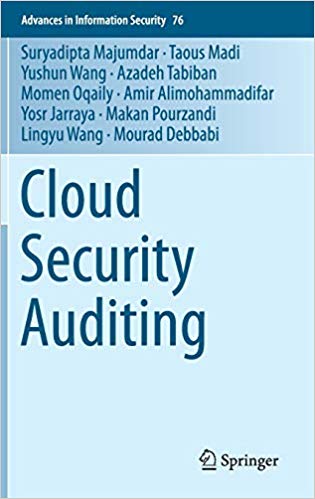 Advances in Information Security 76
Suryadipta Majumdar · Taous Madi
Yushun Wang · Azadeh Tabiban
Momen Oqaily · Amir Alimohammadifar
Yosr Jarraya · Makan Pourzandi
Lingyu Wang · Mourad Debbabi
Cloud
Security
Auditing
Springer